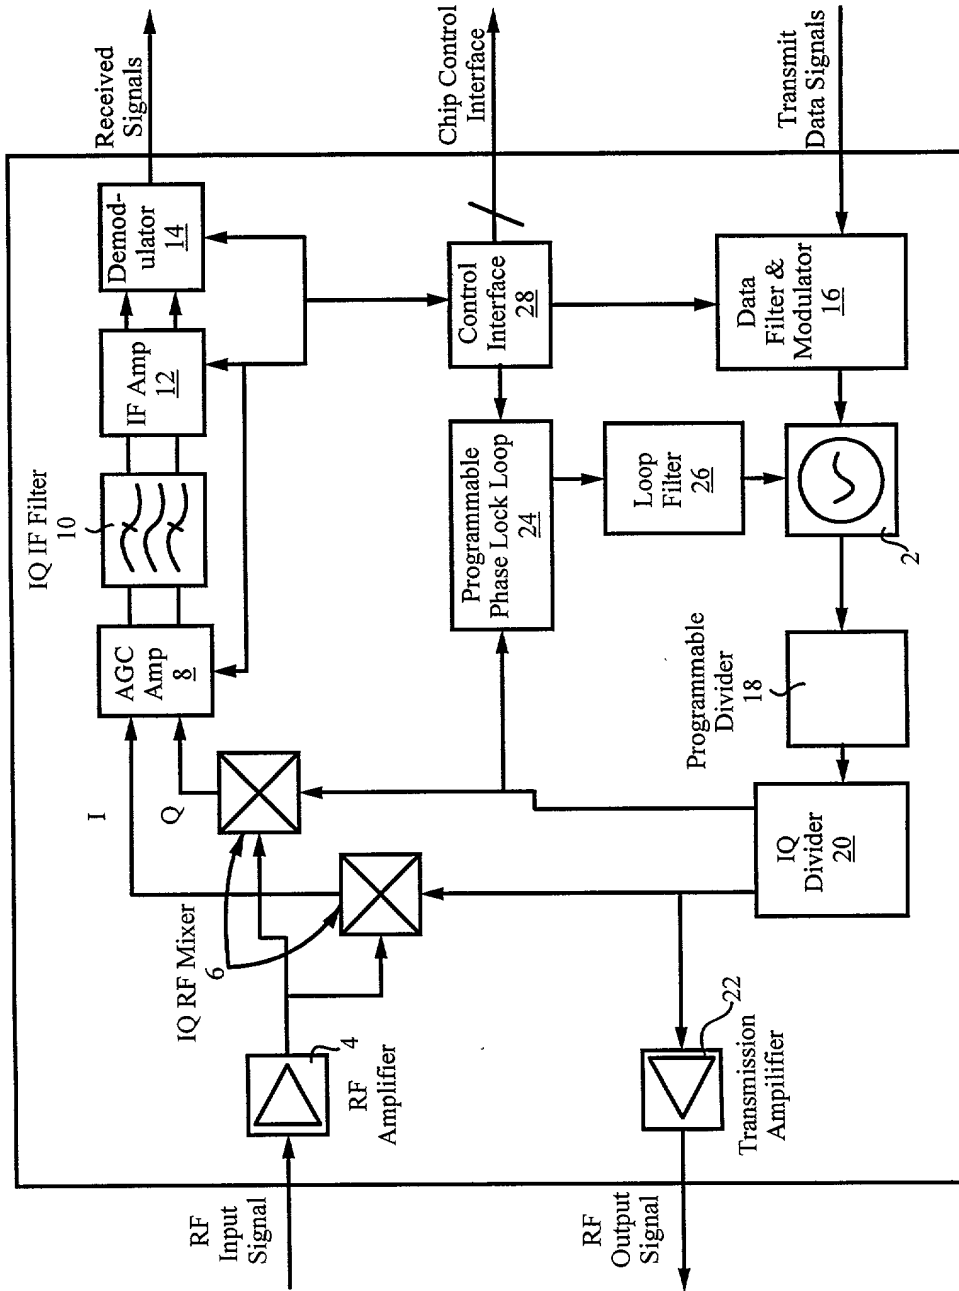 Received
Signals
Chip Control
Interface
Transmit
Data Signals
Demod-
ulator
14
IF Amp
12
IQ IF Filter
10
AGC
Amp
8
I
Q
IQ RF Mixer
6
4
RF
Amplifier
RF
Input
Signal
Control
Interface
28
Programmable
Phase Lock Loop
24
Loop
Filter
26
Data
Filter &
Modulator
16
2
Programmable
Divider
18
IQ
Divider
20
22
Transmission
Ampilifier
RF
Output
Signal